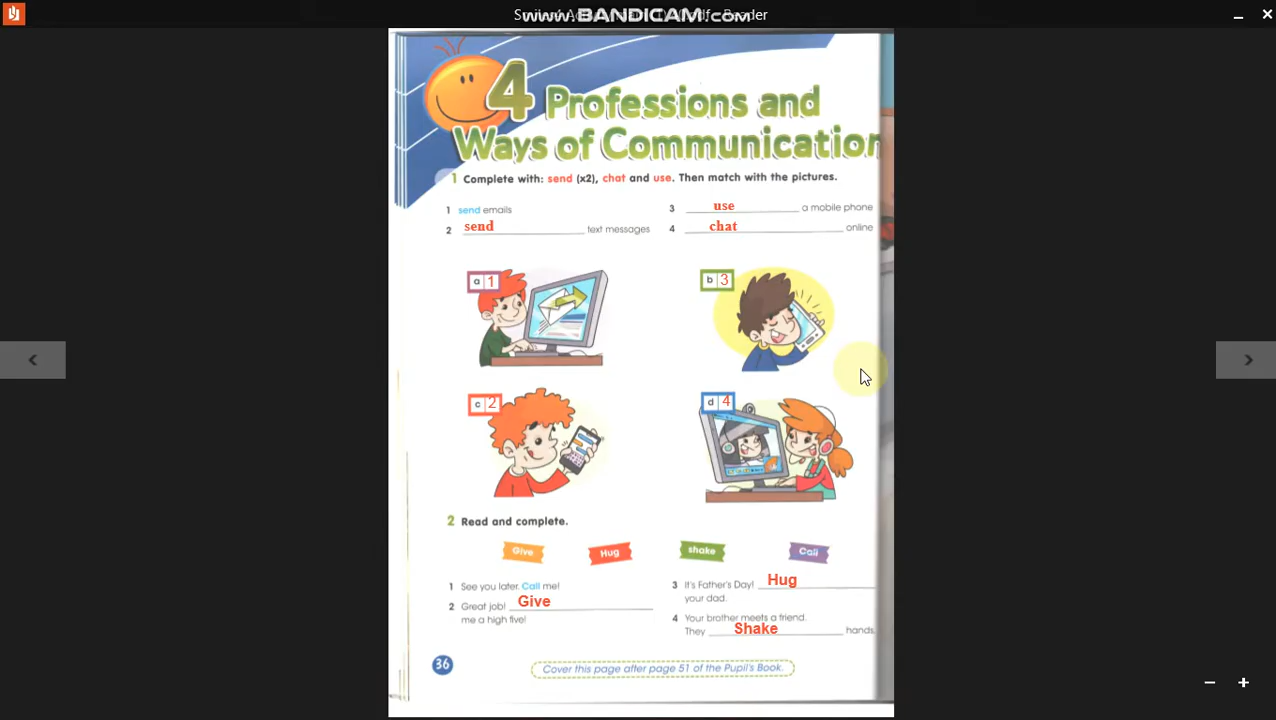 www.BANDICAM.com
Reader
4 Professions and
Ways of Communication
1 Complete with: send (x2), chat and use. Then match with the pictures.
1 send emails
2 send text messages
3 use a mobile phone
4 chat online
a 1
b 3
c 2
d 4
2 Read and complete.
Give Hug shake Call
1 See you later. Call me!
2 Great job! Give
me a high five!
3 It's Father's Day! Hug
your dad.
4 Your brother meets a friend.
They Shake hands.
36
Cover this page after page 51 of the Pupil's Book.